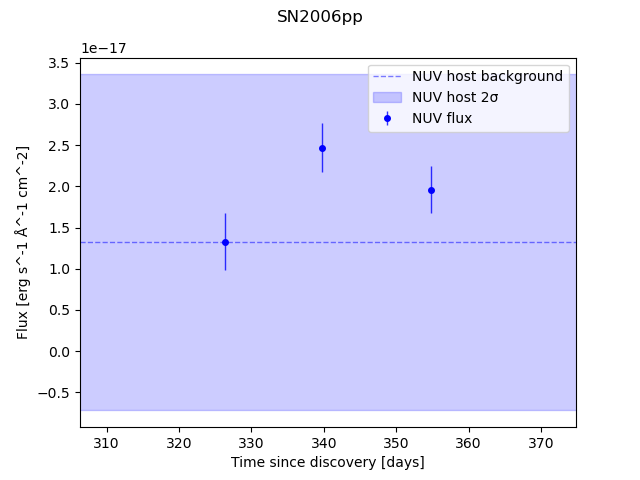 SN2006pp
1e−17
3.5
3.0
2.5
2.0
1.5
1.0
0.5
0.0
−0.5
Flux [erg s^-1 Å^-1 cm^-2]
NUV host background
NUV host 2σ
NUV flux
310 320 330 340 350 360 370
Time since discovery [days]